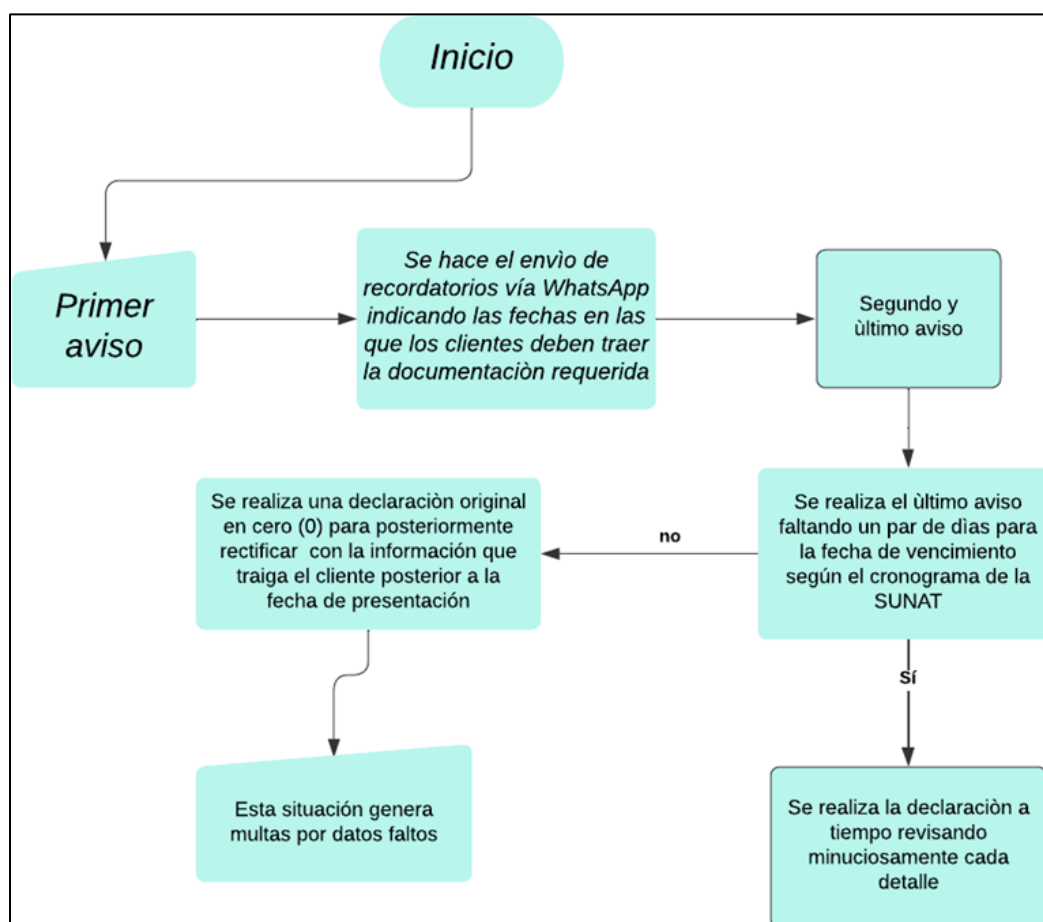 Inicio
Primer
aviso
Se hace el envìo de
recordatorios vía WhatsApp
indicando las fechas en las
que los clientes deben traer
la documentaciòn requerida
Segundo y
ùltimo aviso
Se realiza el ùltimo aviso
faltando un par de dìas para
la fecha de vencimiento
según el cronograma de la
SUNAT
no
Se realiza una declaraciòn original
en cero (0) para posteriormente
rectificar con la información que
traiga el cliente posterior a la
fecha de presentación
Sí
Esta situación genera
multas por datos faltos
Se realiza la declaraciòn a
tiempo revisando
minuciosamente cada
detalle